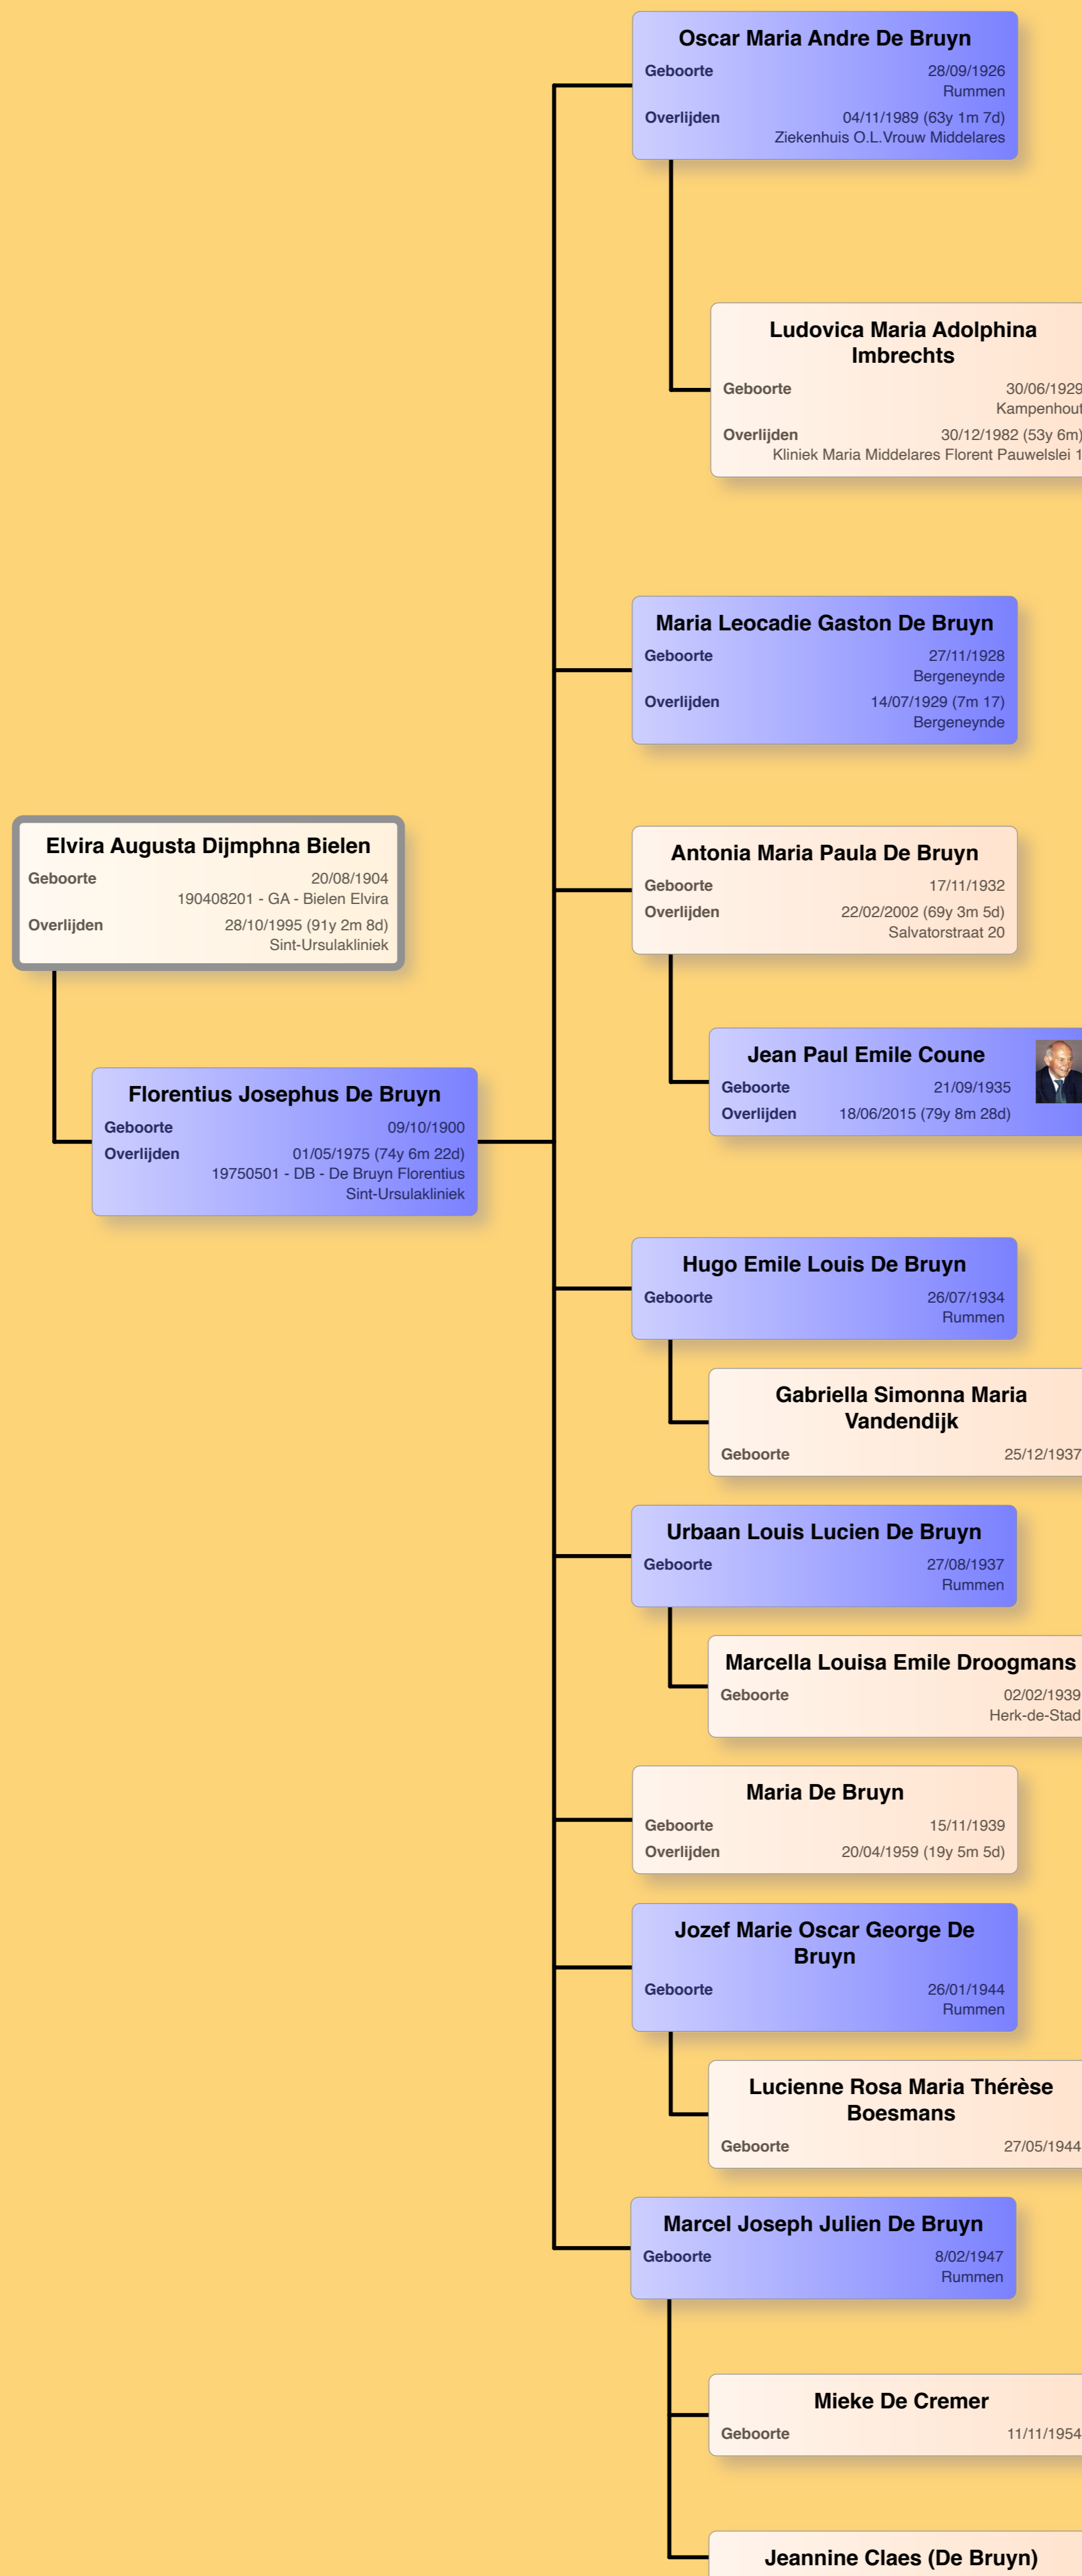 Oscar Maria Andre De Bruyn
Geboorte 28/09/1926
Rummen
Overlijden 04/11/1989 (63y 1m 7d)
Ziekenhuis O.L.Vrouw Middelares
Ludovica Maria Adolphina
Imbrechts
Geboorte 30/06/1929
Kampenhout
Overlijden 30/12/1982 (53y 6m)
Kliniek Maria Middelares Florent Pauwelslei 1
Maria Leocadie Gaston De Bruyn
Geboorte 27/11/1928
Bergeneynde
Overlijden 14/07/1929 (7m 17)
Bergeneynde
Elvira Augusta Dijmphna Bielen
Geboorte 20/08/1904
190408201 - GA - Bielen Elvira
Overlijden 28/10/1995 (91y 2m 8d)
Sint-Ursulakliniek
Florentius Josephus De Bruyn
Geboorte 09/10/1900
Overlijden 01/05/1975 (74y 6m 22d)
19750501 - DB - De Bruyn Florentius
Sint-Ursulakliniek
Antonia Maria Paula De Bruyn
Geboorte 17/11/1932
Overlijden 22/02/2002 (69y 3m 5d)
Salvatorstraat 20
Jean Paul Emile Coune
Geboorte 21/09/1935
Overlijden 18/06/2015 (79y 8m 28d)
Hugo Emile Louis De Bruyn
Geboorte 26/07/1934
Rummen
Gabriella Simonna Maria
Vandendijk
Geboorte 25/12/1937
Urbaan Louis Lucien De Bruyn
Geboorte 27/08/1937
Rummen
Marcella Louisa Emile Droogmans
Geboorte 02/02/1939
Herk-de-Stad
Maria De Bruyn
Geboorte 15/11/1939
Overlijden 20/04/1959 (19y 5m 5d)
Jozef Marie Oscar George De
Bruyn
Geboorte 26/01/1944
Rummen
Lucienne Rosa Maria Thérèse
Boesmans
Geboorte 27/05/1944
Marcel Joseph Julien De Bruyn
Geboorte 8/02/1947
Rummen
Mieke De Cremer
Geboorte 11/11/1954
Jeannine Claes (De Bruyn)